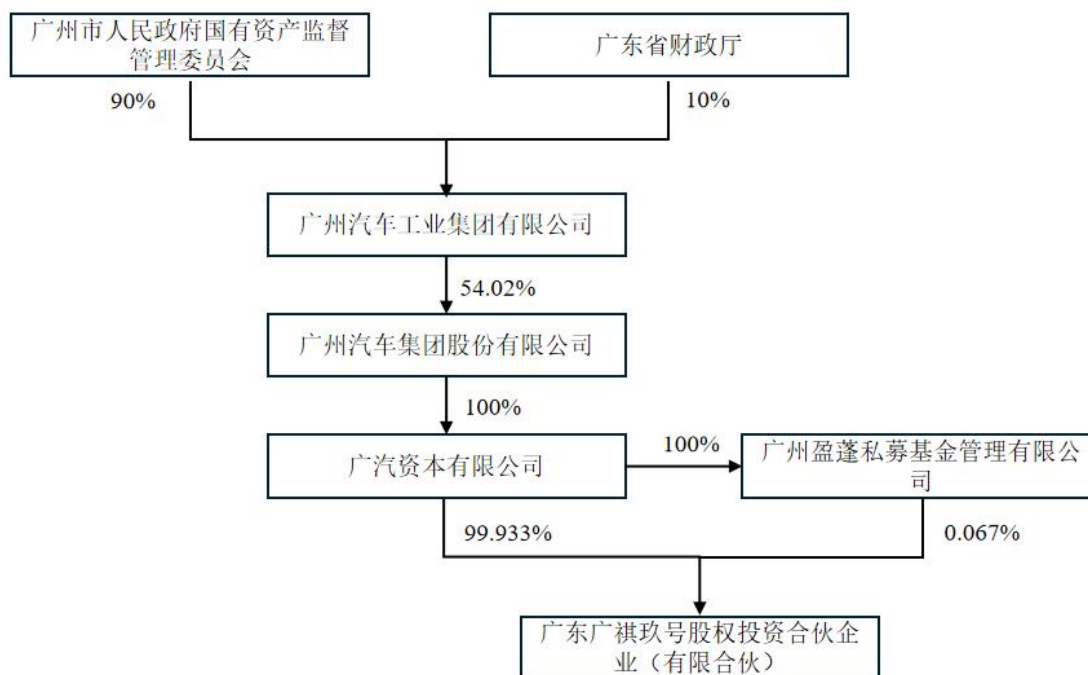 广州市人民政府国有资产监督
管理委员会
广东省财政厅
90%
10%
广州汽车工业集团有限公司
54.02%
广州汽车集团股份有限公司
100%
广汽资本有限公司
100%
广州盈蓬私募基金管理有限公
司
99.933%
0.067%
广东广祺玖号股权投资合伙企
业（有限合伙）